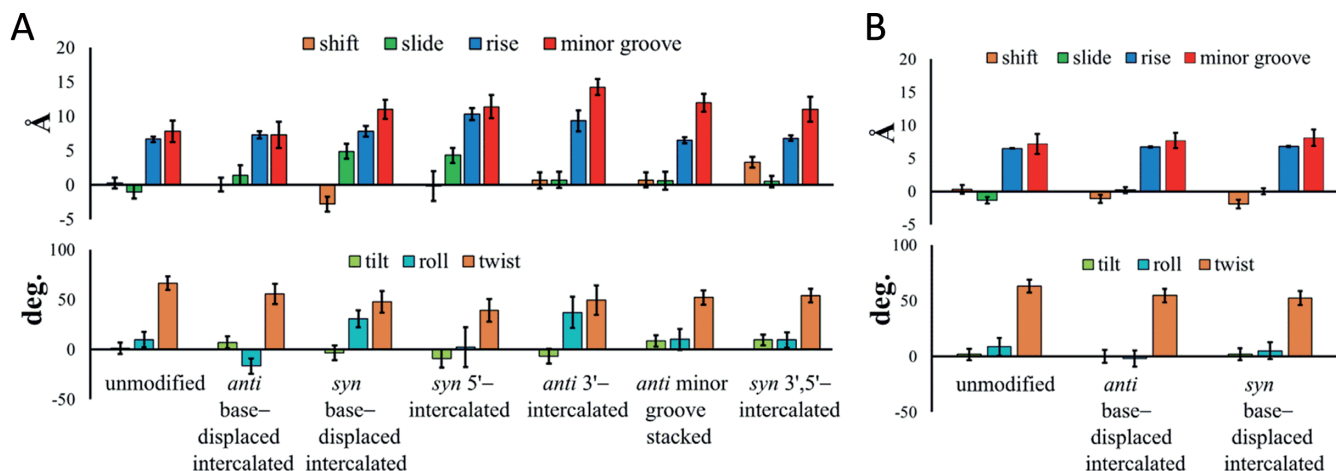 A
shift slide rise minor groove
20
15
10
5
0
-5
Å
tilt roll twist
100
50
0
-50
deg.
unmodified
anti
base–
displaced
intercalated
syn
base–
displaced
intercalated
syn 5'–
intercalated
anti 3'–
intercalated
anti minor
groove
stacked
syn 3',5'–
intercalated
B
shift slide rise minor groove
20
15
10
5
0
-5
Å
tilt roll twist
100
50
0
-50
deg.
unmodified
anti
base–
displaced
intercalated
syn
base–
displaced
intercalated